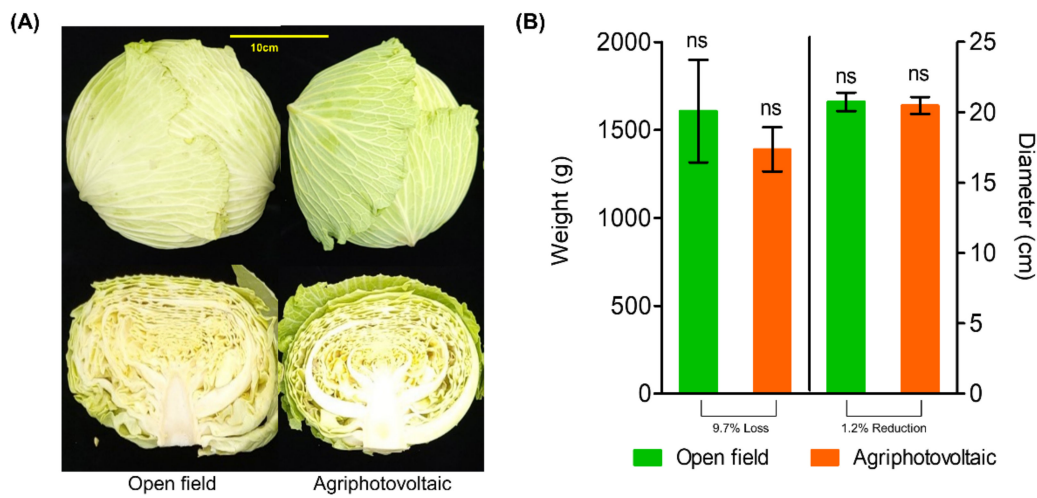 (A)
10cm
Open field Agriphotovoltaic
(B)
2000
1500
1000
500
0
Weight (g)
ns
ns
ns
ns
25
20
15
10
5
0
Diameter (cm)
9.7% Loss 1.2% Reduction
Open field Agriphotovoltaic